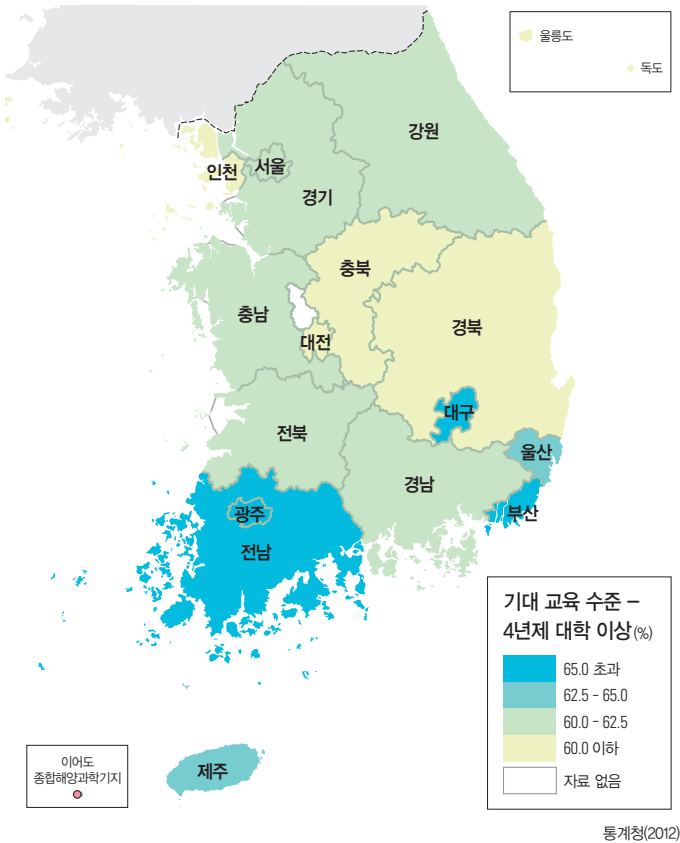 울릉도
독도
강원
서울
인천
경기
충북
충남
경북
대전
대구
전북
울산
경남
광주
부산
전남
기대 교육 수준 –
4년제 대학 이상(%)
65.0 초과
62.5 - 65.0
60.0 - 62.5
60.0 이하
자료 없음
이어도
종합해양과학기지
제주
통계청(2012)